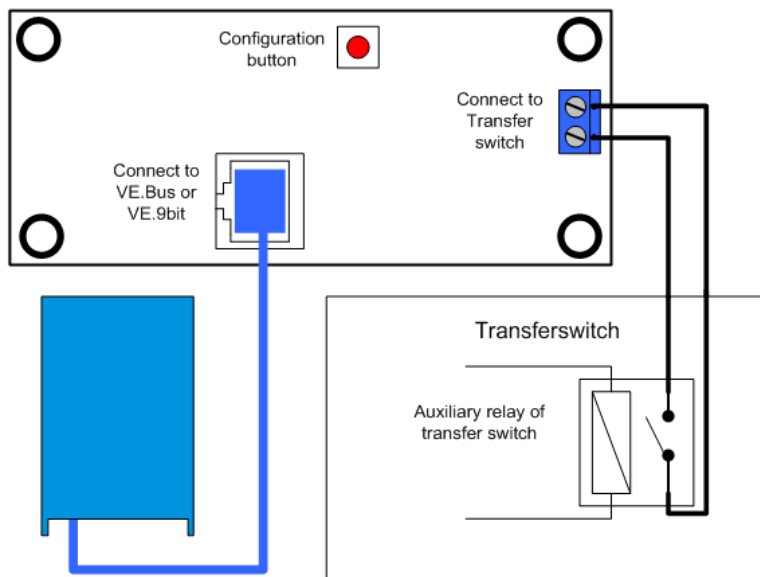 Configuration
button
Connect to
Transfer
switch
Connect to
VE.Bus or
VE.9bit
Transferswitch
Auxiliary relay of
transfer switch